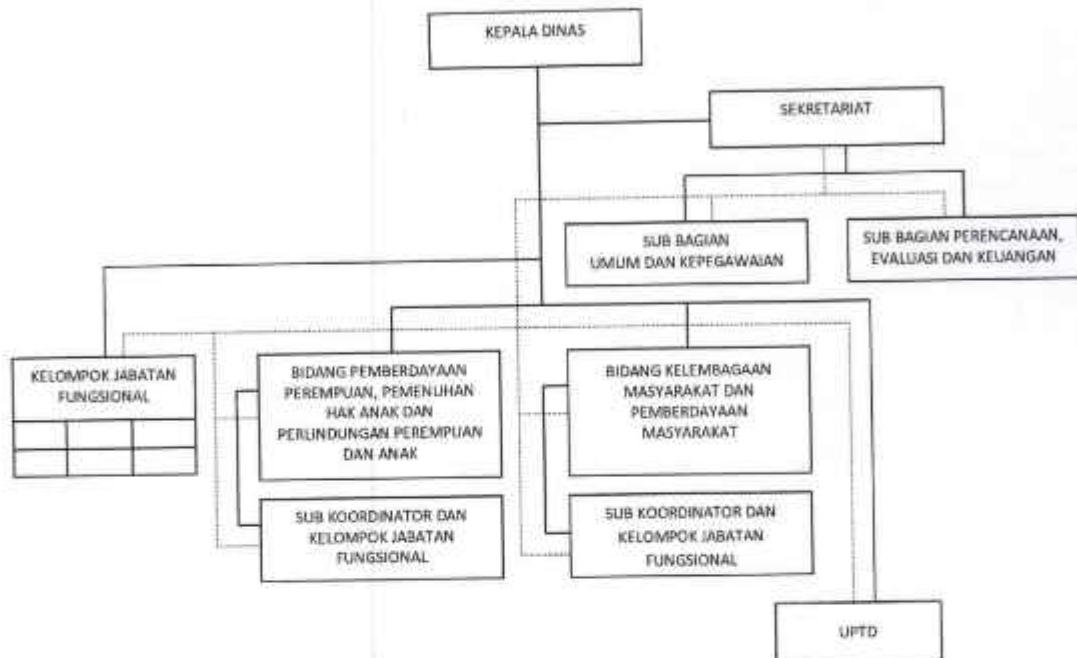 KEPALA DINAS
SEKRETARIAT
SUB BAGIAN
UMUM DAN KEPEGAWAIAN
SUB BAGIAN PERENCANAAN,
EVALUASI DAN KEUANGAN
KELOMPOK JABATAN
FUNGSIONAL
BIDANG PEMBERDAYAAN
PEREMPUAN, PEMENUHAN
HAK ANAK DAN
PERLINDUNGAN PEREMPUAN
DAN ANAK
BIDANG KELEMBAGAAN
MASYARAKAT DAN
PEMBERDAYAAN
MASYARAKAT
SUB KOORDINATOR DAN
KELOMPOK JABATAN
FUNGSIONAL
SUB KOORDINATOR DAN
KELOMPOK JABATAN
FUNGSIONAL
UPTD